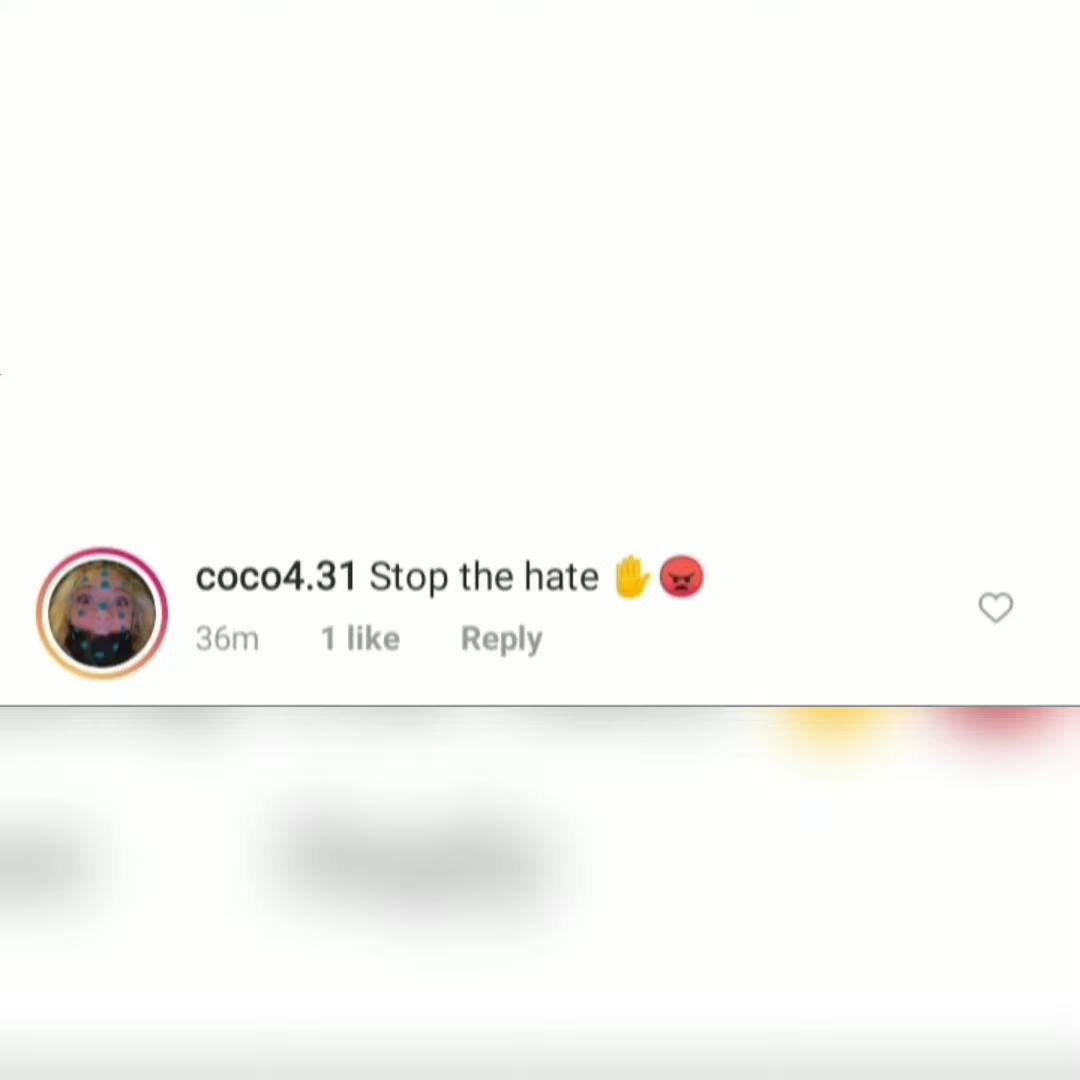 coco4.31 Stop the hate ✋😡
36m 1 like Reply